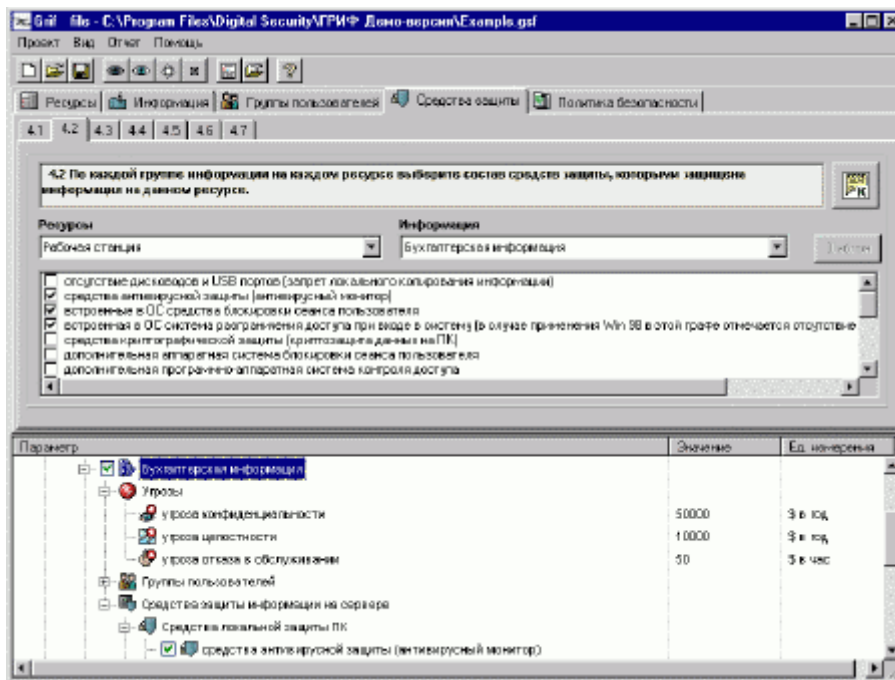 Grif file - C:\Program Files\Digital Security\ГРИФ Демо-версия\Example.gsf
Проект Вид Отчет Помощь
Ресурсы Информация Группы пользователей Средства защиты Политика безопасности
4.1 4.2 4.3 4.4 4.5 4.6 4.7
4.2 По каждой группе информации на каждом ресурсе выберите состав средств защиты, которыми защищена
информация на данном ресурсе.
Ресурсы Информация
Рабочая станция Бухгалтерская информация
отсутствие дисководов и USB портов (запрет локального копирования информации)
средства антивирусной защиты (антивирусный монитор)
встроенные в ОС средства блокировки сеанса пользователя
встроенная в ОС система разграничения доступа при входе в систему (в случае применения Win 98 в этой графе отмечается отсутствие
средства криптографической защиты (криптозащита данных на ПК)
дополнительная аппаратная система блокировки сеанса пользователя
дополнительная программно-аппаратная система контроля доступа
Параметр Значение Ед. измерения
Бухгалтерская информация
Угрозы
угроза конфиденциальности 50000 $ в год
угроза целостности 10000 $ в год
угроза отказа в обслуживании 50 $ в час
Группы пользователей
Средства защиты информации на сервере
Средства локальной защиты ПК
средства антивирусной защиты (антивирусный монитор)